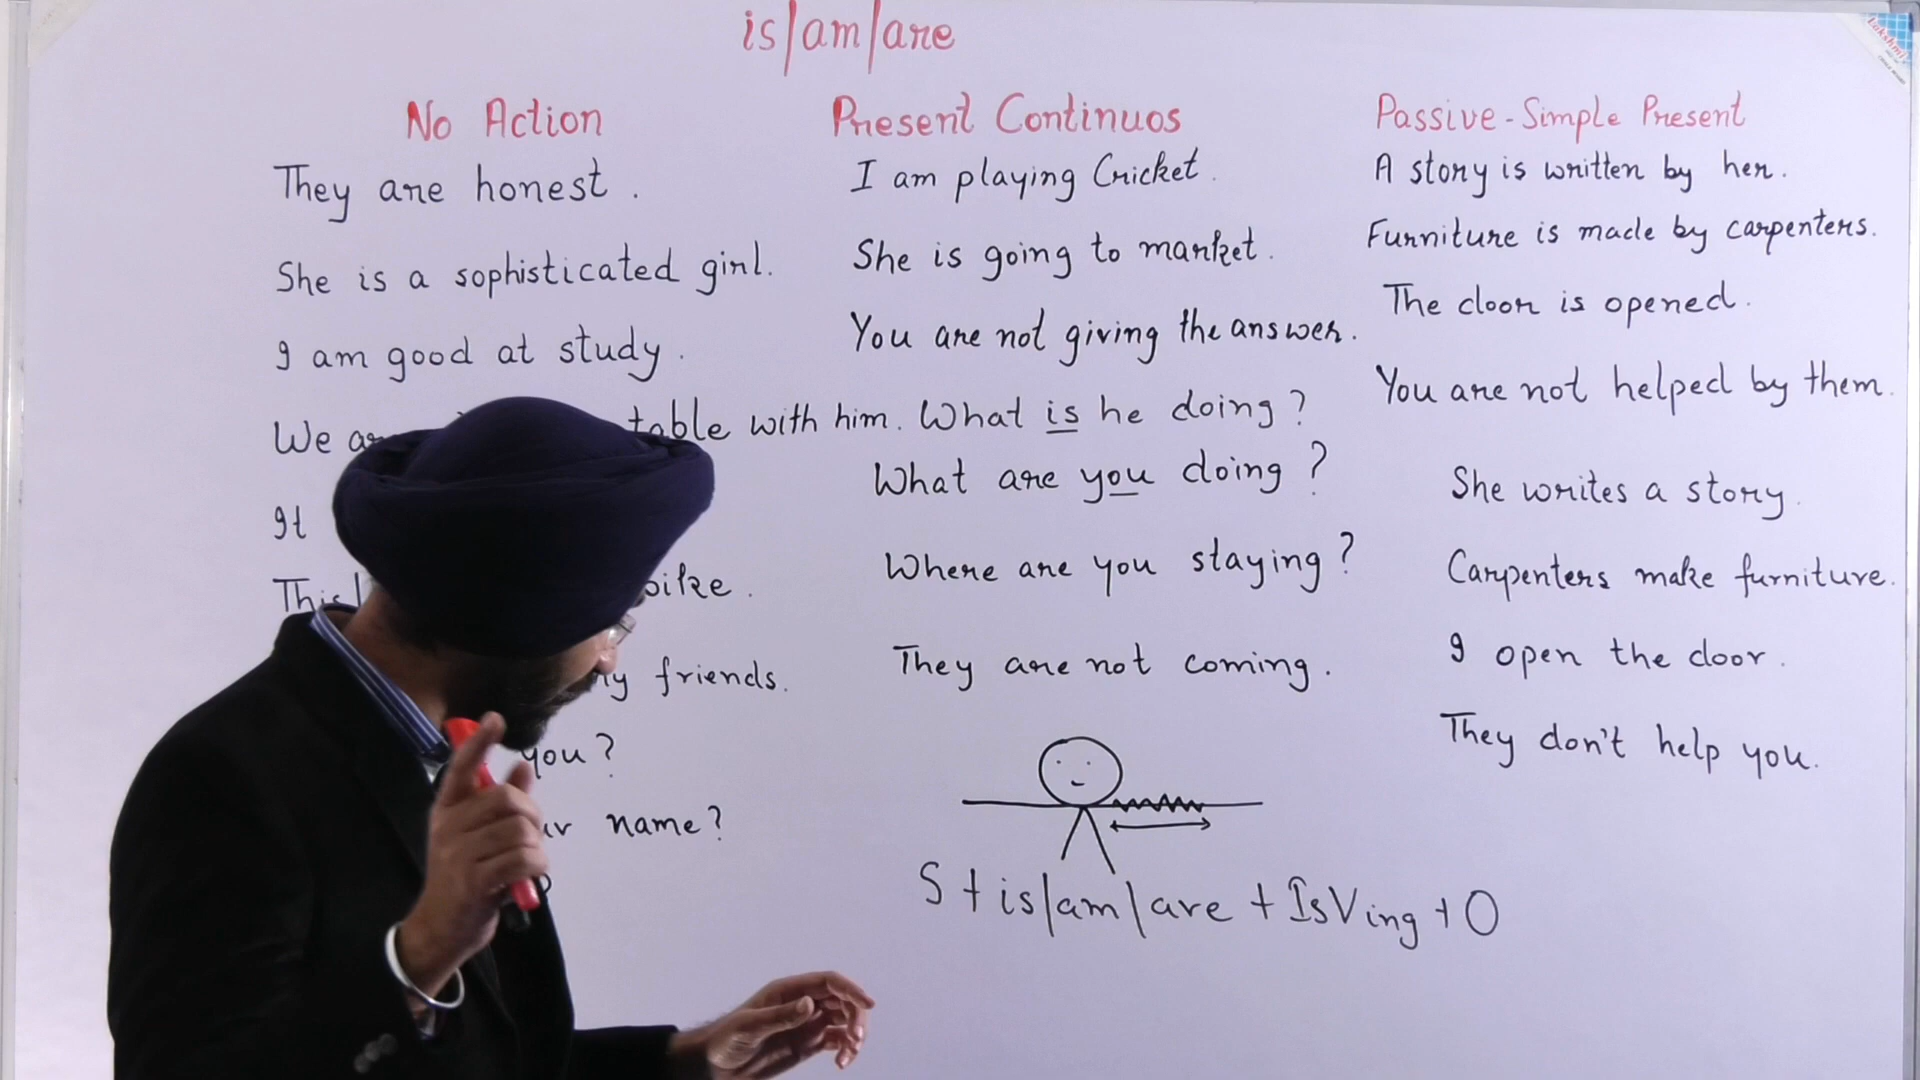 is/am/are
No Action
They are honest.
She is a sophisticated girl.
I am good at study.
We table with him.
It
This bike.
friends.
you?
name?
Present Continuos
I am playing Cricket.
She is going to market.
You are not giving the answer.
What is he doing?
What are you doing?
Where are you staying?
They are not coming.
S + is/am/are + IsVing + O
Passive-Simple Present
A story is written by her.
Furniture is made by carpenters.
The door is opened.
You are not helped by them.
She writes a story.
Carpenters make furniture.
I open the door.
They don't help you.
Lakshmi